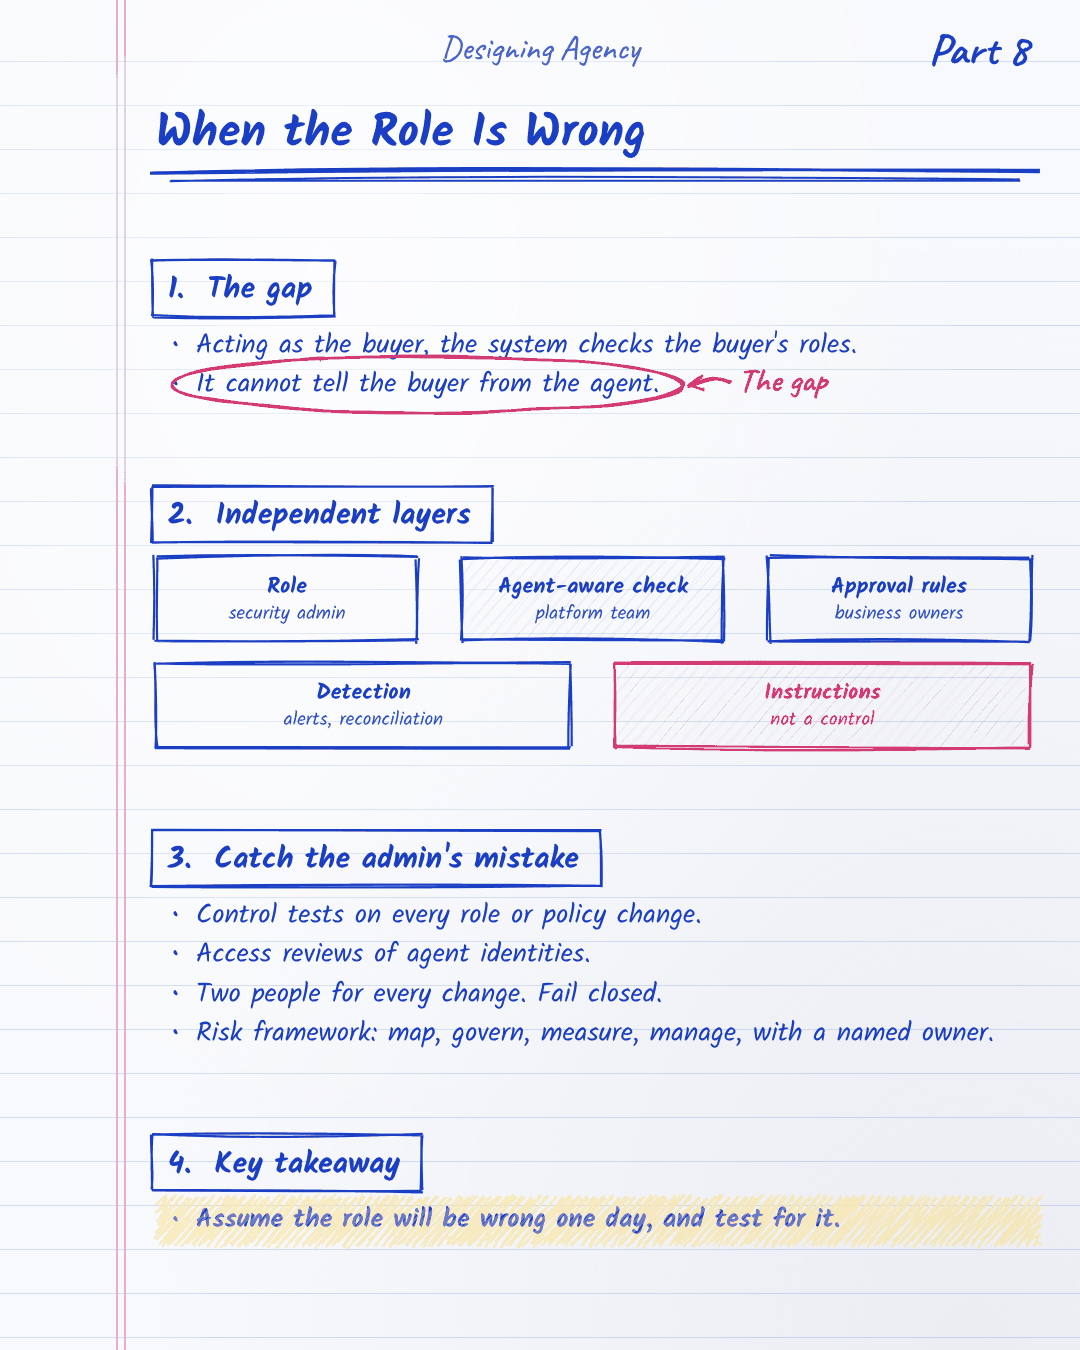 Designing Agency
Part 8
When the Role Is Wrong
1. The gap
· Acting as the buyer, the system checks the buyer's roles.
· It cannot tell the buyer from the agent.
The gap
2. Independent layers
Role
security admin
Agent-aware check
platform team
Approval rules
business owners
Detection
alerts, reconciliation
Instructions
not a control
3. Catch the admin's mistake
· Control tests on every role or policy change.
· Access reviews of agent identities.
· Two people for every change. Fail closed.
· Risk framework: map, govern, measure, manage, with a named owner.
4. Key takeaway
· Assume the role will be wrong one day, and test for it.